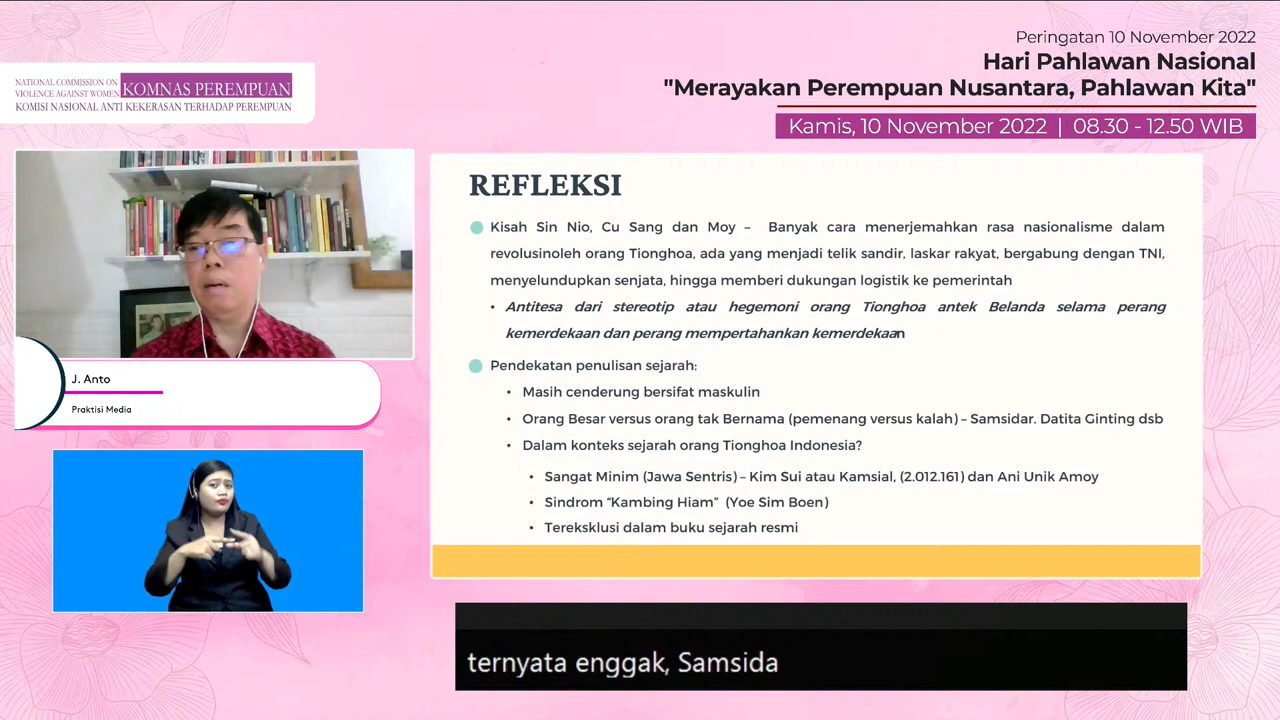 NATIONAL COMMISSION ON
VIOLENCE AGAINST WOMEN
KOMNAS PEREMPUAN
KOMISI NASIONAL ANTI KEKERASAN TERHADAP PEREMPUAN
Peringatan 10 November 2022
Hari Pahlawan Nasional
"Merayakan Perempuan Nusantara, Pahlawan Kita"
Kamis, 10 November 2022 | 08.30 - 12.50 WIB
J. Anto
Praktisi Media
REFLEKSI
Kisah Sin Nio, Cu Sang dan Moy – Banyak cara menerjemahkan rasa nasionalisme dalam
revolusinoleh orang Tionghoa, ada yang menjadi telik sandir, laskar rakyat, bergabung dengan TNI,
menyelundupkan senjata, hingga memberi dukungan logistik ke pemerintah
• Antitesa dari stereotip atau hegemoni orang Tionghoa antek Belanda selama perang
kemerdekaan dan perang mempertahankan kemerdekaan
Pendekatan penulisan sejarah:
• Masih cenderung bersifat maskulin
• Orang Besar versus orang tak Bernama (pemenang versus kalah) – Samsidar. Datita Ginting dsb
• Dalam konteks sejarah orang Tionghoa Indonesia?
• Sangat Minim (Jawa Sentris) – Kim Sui atau Kamsial, (2.012.161) dan Ani Unik Amoy
• Sindrom "Kambing Hiam" (Yoe Sim Boen)
• Tereksklusi dalam buku sejarah resmi
ternyata enggak, Samsida